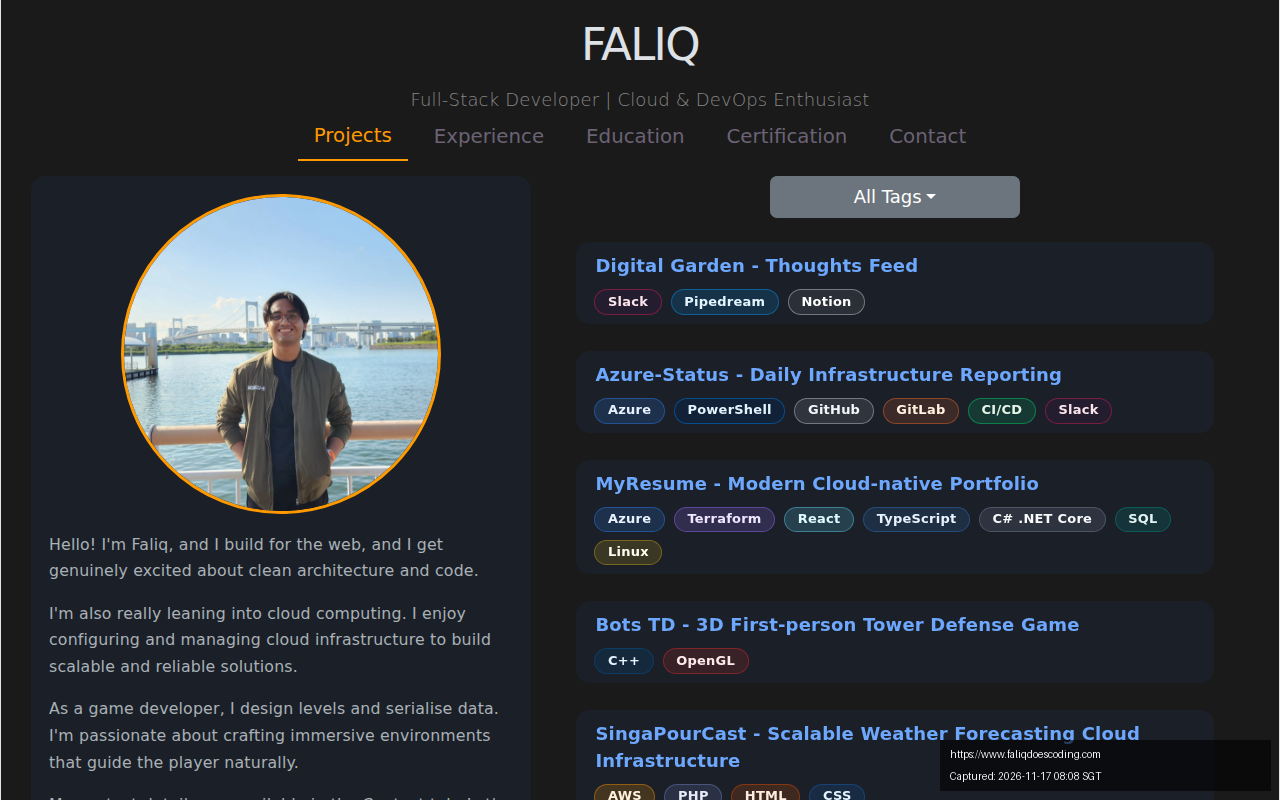 FALIQ
Full-Stack Developer | Cloud & DevOps Enthusiast
Projects Experience Education Certification Contact
Hello! I'm Faliq, and I build for the web, and I get
genuinely excited about clean architecture and code.
I'm also really leaning into cloud computing. I enjoy
configuring and managing cloud infrastructure to build
scalable and reliable solutions.
As a game developer, I design levels and serialise data.
I'm passionate about crafting immersive environments
that guide the player naturally.
All Tags
Digital Garden - Thoughts Feed
Slack Pipedream Notion
Azure-Status - Daily Infrastructure Reporting
Azure PowerShell GitHub GitLab CI/CD Slack
MyResume - Modern Cloud-native Portfolio
Azure Terraform React TypeScript C# .NET Core SQL
Linux
Bots TD - 3D First-person Tower Defense Game
C++ OpenGL
SingaPourCast - Scalable Weather Forecasting Cloud
Infrastructure
AWS PHP HTML CSS
https://www.faliqdoescoding.com
Captured: 2026-11-17 08:08 SGT